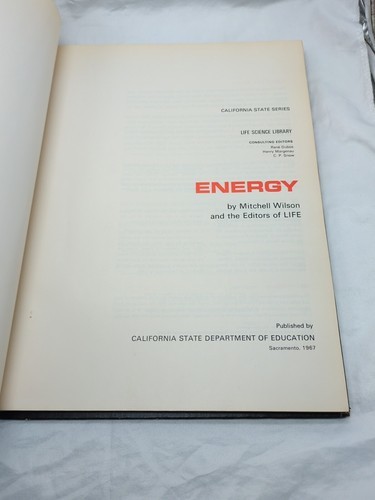 CALIFORNIA STATE SERIES
LIFE SCIENCE LIBRARY
CONSULTING EDITORS
René Dubos
Henry Margenau
C. P. Snow
ENERGY
by Mitchell Wilson
and the Editors of LIFE
Published by
CALIFORNIA STATE DEPARTMENT OF EDUCATION
Sacramento, 1967